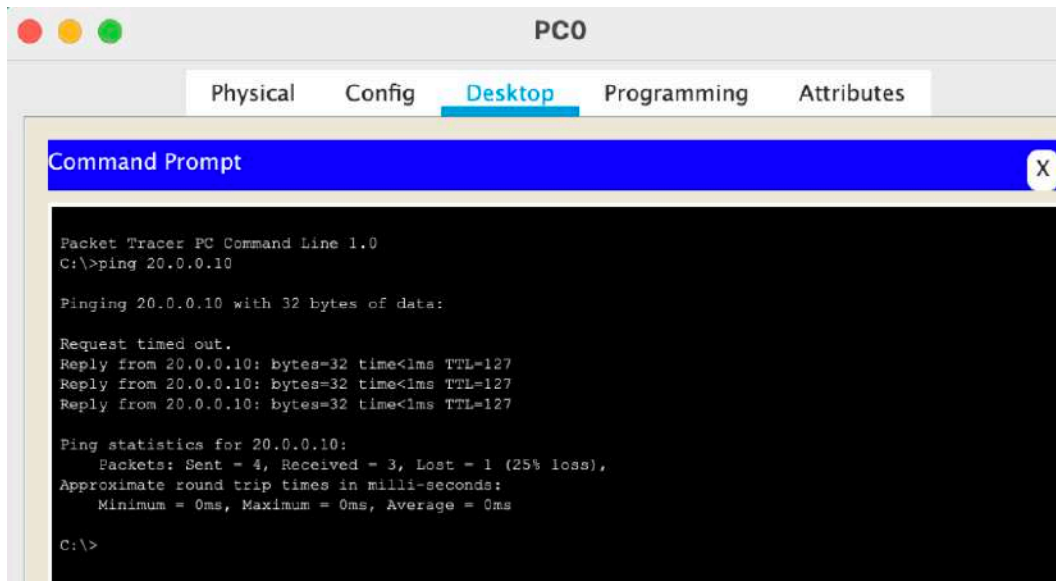 PC0
Physical Config Desktop Programming Attributes
Command Prompt
X
Packet Tracer PC Command Line 1.0
C:\>ping 20.0.0.10
Pinging 20.0.0.10 with 32 bytes of data:
Request timed out.
Reply from 20.0.0.10: bytes=32 time<1ms TTL=127
Reply from 20.0.0.10: bytes=32 time<1ms TTL=127
Reply from 20.0.0.10: bytes=32 time<1ms TTL=127
Ping statistics for 20.0.0.10:
Packets: Sent = 4, Received = 3, Lost = 1 (25% loss),
Approximate round trip times in milli-seconds:
Minimum = 0ms, Maximum = 0ms, Average = 0ms
C:\>